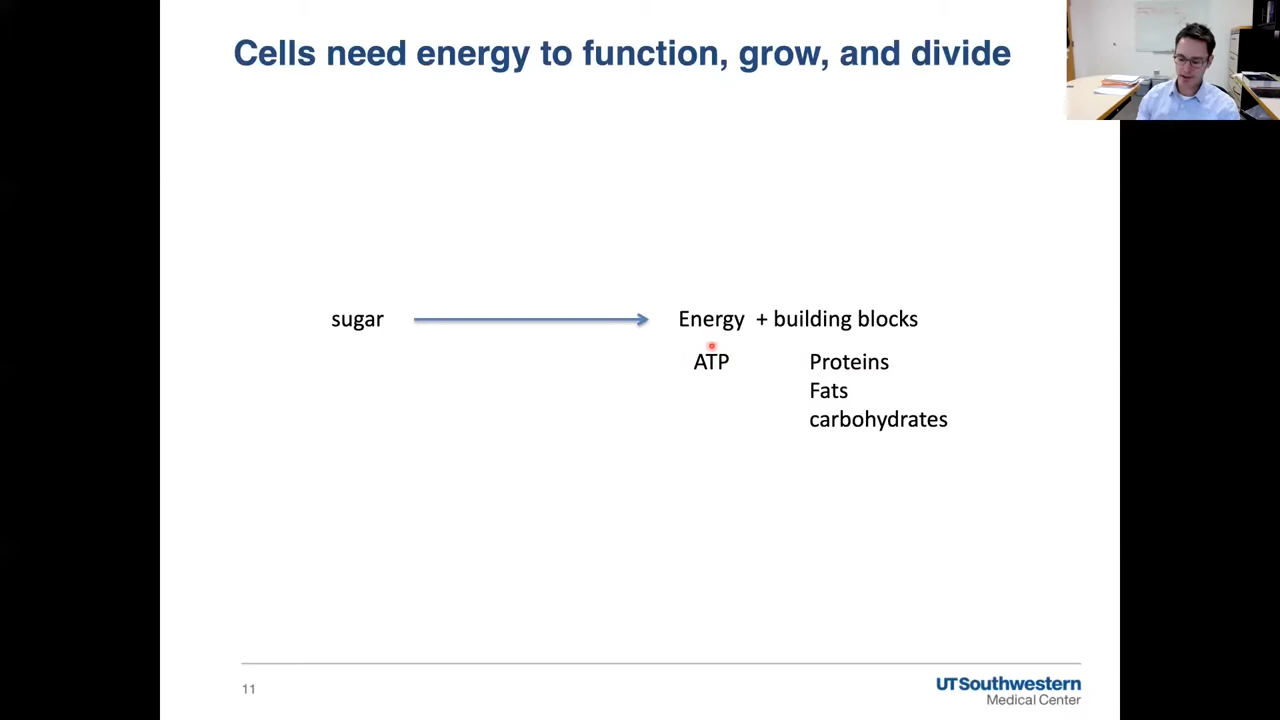 Cells need energy to function, grow, and divide
sugar
Energy + building blocks
ATP
Proteins
Fats
carbohydrates
11
UTSouthwestern
Medical Center